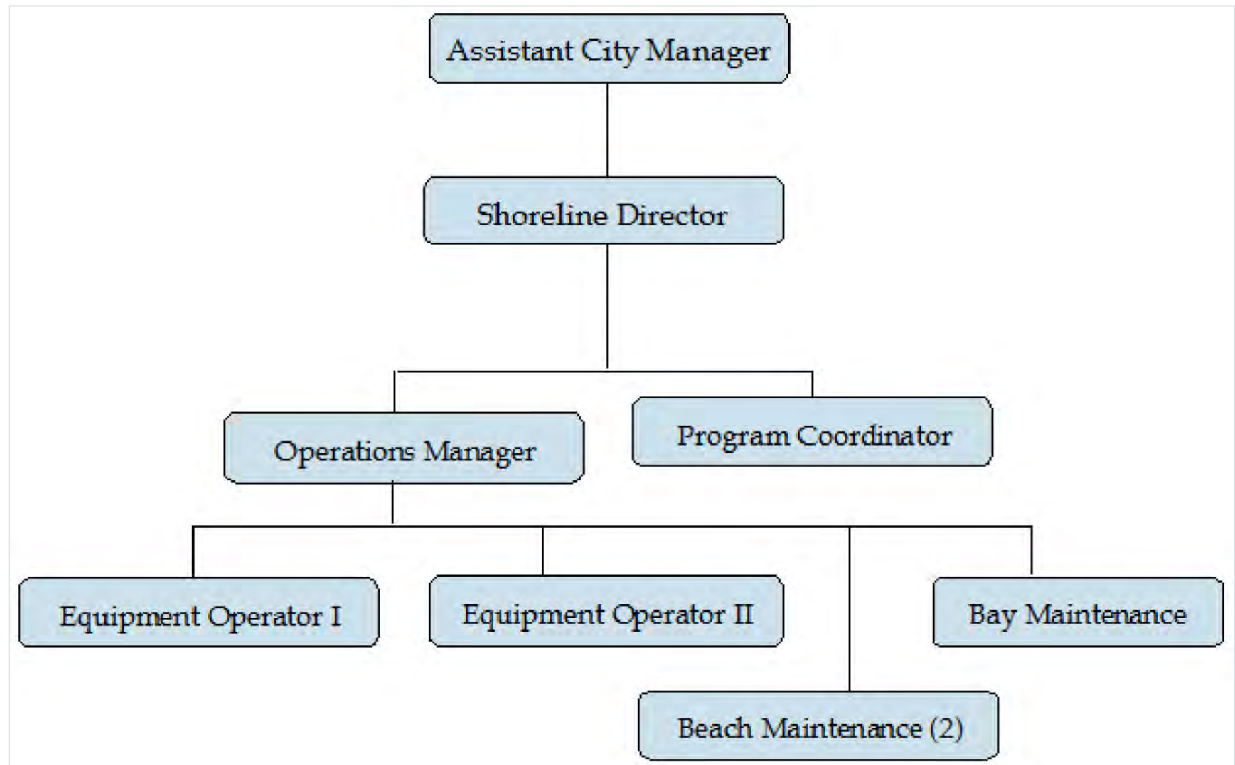 Assistant City Manager
Shoreline Director
Operations Manager
Program Coordinator
Equipment Operator I
Equipment Operator II
Bay Maintenance
Beach Maintenance (2)